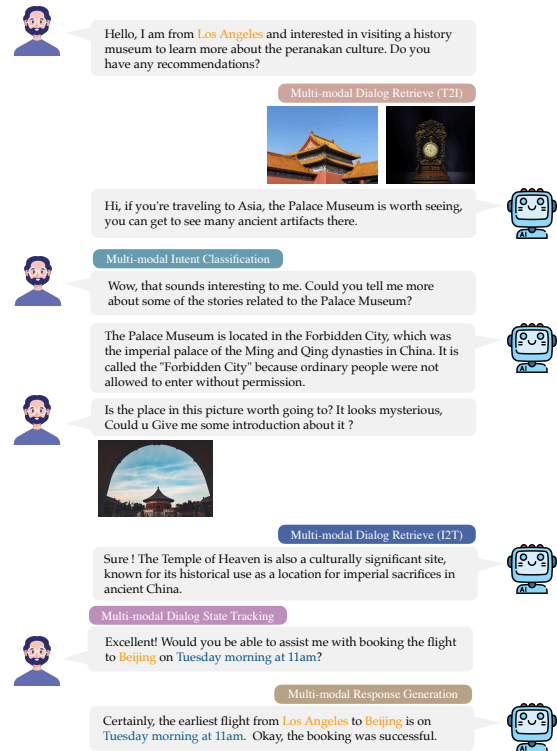 Hello, I am from Los Angeles and interested in visiting a history
museum to learn more about the peranakan culture. Do you
have any recommendations?
Multi-modal Dialog Retrieve (T2I)
Hi, if you're traveling to Asia, the Palace Museum is worth seeing,
you can get to see many ancient artifacts there.
AI
Multi-modal Intent Classification
Wow, that sounds interesting to me. Could you tell me more
about some of the stories related to the Palace Museum?
The Palace Museum is located in the Forbidden City, which was
the imperial palace of the Ming and Qing dynasties in China. It is
called the "Forbidden City" because ordinary people were not
allowed to enter without permission.
AI
Is the place in this picture worth going to? It looks mysterious,
Could u Give me some introduction about it ?
Multi-modal Dialog Retrieve (I2T)
Sure ! The Temple of Heaven is also a culturally significant site,
known for its historical use as a location for imperial sacrifices in
ancient China.
AI
Multi-modal Dialog State Tracking
Excellent! Would you be able to assist me with booking the flight
to Beijing on Tuesday morning at 11am?
Multi-modal Response Generation
Certainly, the earliest flight from Los Angeles to Beijing is on
Tuesday morning at 11am. Okay, the booking was successful.
AI